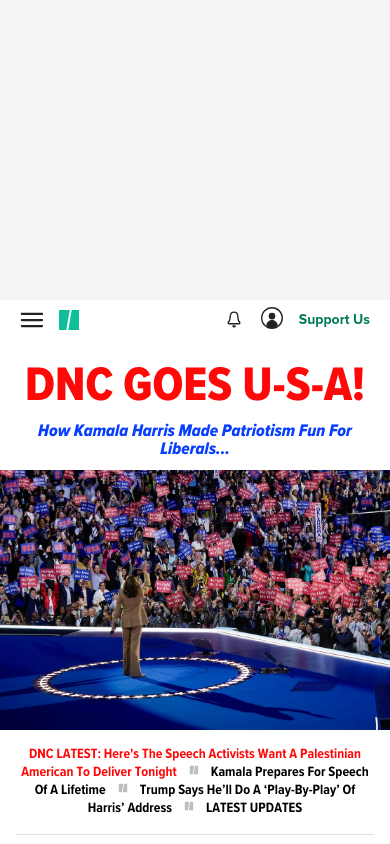 Support Us
DNC GOES U-S-A!
How Kamala Harris Made Patriotism Fun For
Liberals...
DNC LATEST: Here's The Speech Activists Want A Palestinian
American To Deliver Tonight Kamala Prepares For Speech
Of A Lifetime Trump Says He’ll Do A ‘Play-By-Play’ Of
Harris’ Address LATEST UPDATES